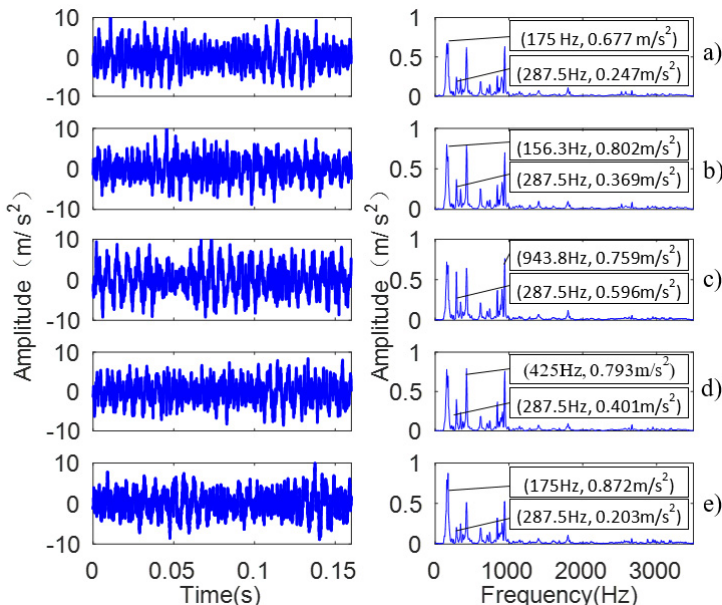 10
0
-10
1
0.5
0
(175 Hz, 0.677 m/s²)
(287.5Hz, 0.247m/s²)
a)
10
0
-10
1
0.5
0
(156.3Hz, 0.802m/s²)
(287.5Hz, 0.369m/s²)
b)
10
0
-10
1
0.5
0
(943.8Hz, 0.759m/s²)
(287.5Hz, 0.596m/s²)
c)
10
0
-10
1
0.5
0
(425Hz, 0.793m/s²)
(287.5Hz, 0.401m/s²)
d)
10
0
-10
1
0.5
0
(175Hz, 0.872m/s²)
(287.5Hz, 0.203m/s²)
e)
Amplitude（m/ s²）
Amplitude（m/ s²）
0 0.05 0.1 0.15
0 1000 2000 3000
Time(s)
Frequency(Hz)